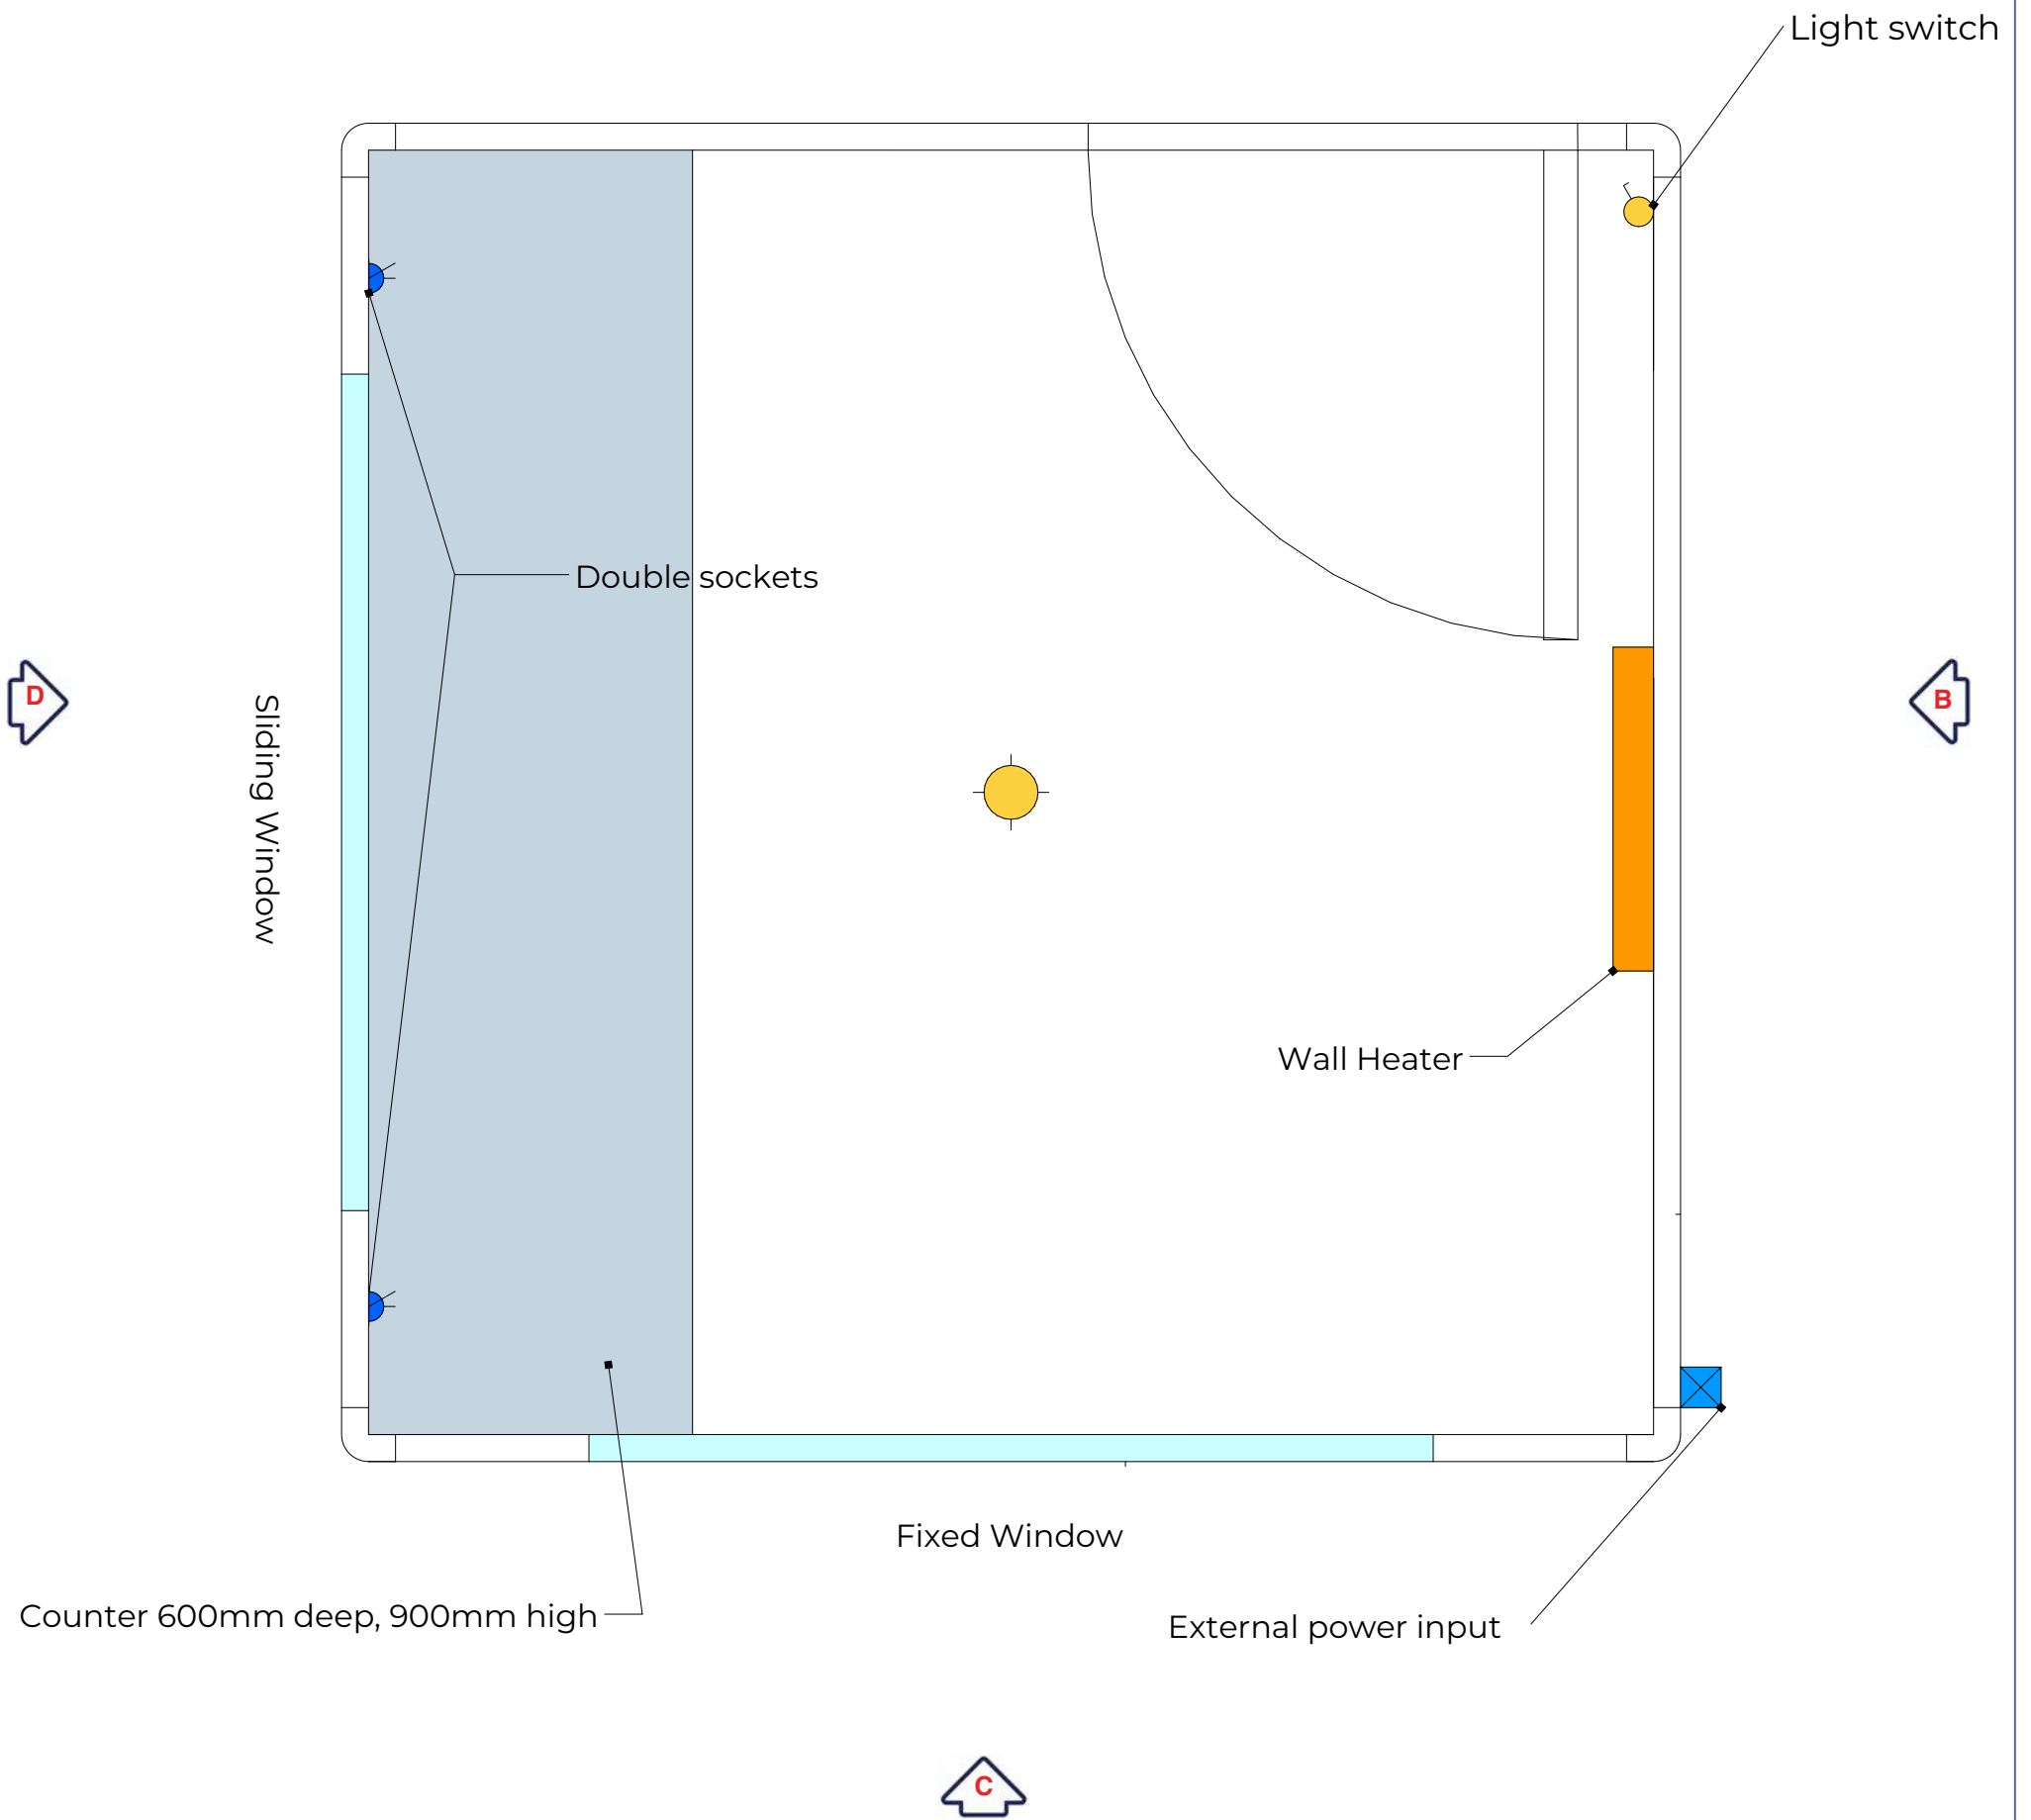 Light switch
Double sockets
D
B
Sliding Window
Wall Heater
Fixed Window
Counter 600mm deep, 900mm high
External power input
C